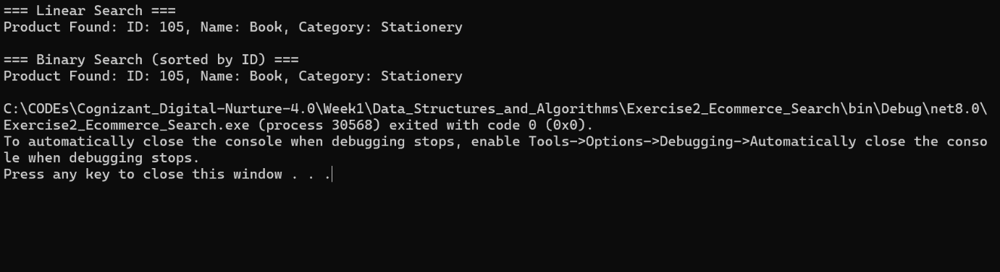 === Linear Search ===
Product Found: ID: 105, Name: Book, Category: Stationery
=== Binary Search (sorted by ID) ===
Product Found: ID: 105, Name: Book, Category: Stationery
C:\CODEs\Cognizant_Digital-Nurture-4.0\Week1\Data_Structures_and_Algorithms\Exercise2_Ecommerce_Search\bin\Debug\net8.0\
Exercise2_Ecommerce_Search.exe (process 30568) exited with code 0 (0x0).
To automatically close the console when debugging stops, enable Tools->Options->Debugging->Automatically close the conso
le when debugging stops.
Press any key to close this window . . .